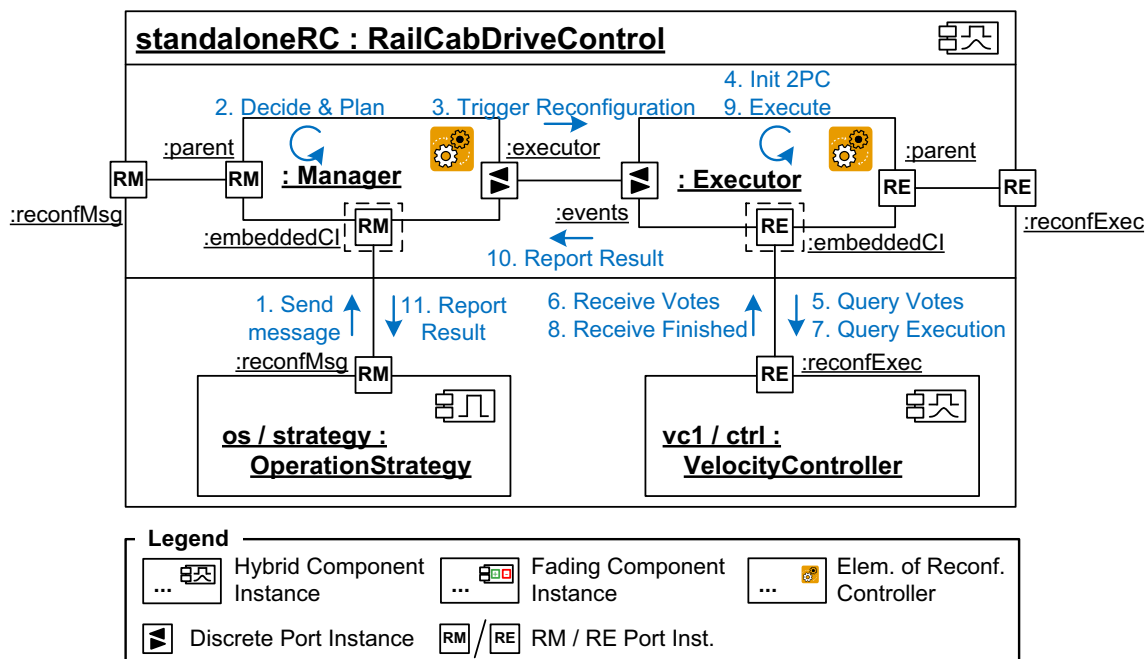 standaloneRC : RailCabDriveControl
4. Init 2PC
2. Decide & Plan
3. Trigger Reconfiguration
9. Execute
:parent
:executor
:parent
RM
RM
: Manager
: Executor
RE
RE
:reconfMsg
:embeddedCI
RM
:events
RE
:embeddedCI
:reconfExec
10. Report Result
1. Send
message
11. Report
Result
6. Receive Votes
8. Receive Finished
5. Query Votes
7. Query Execution
:reconfMsg
RM
RE
:reconfExec
os / strategy :
OperationStrategy
vc1 / ctrl :
VelocityController
Legend
... Hybrid Component
Instance
... Fading Component
Instance
... Elem. of Reconf.
Controller
Discrete Port Instance
RM / RE RM / RE Port Inst.